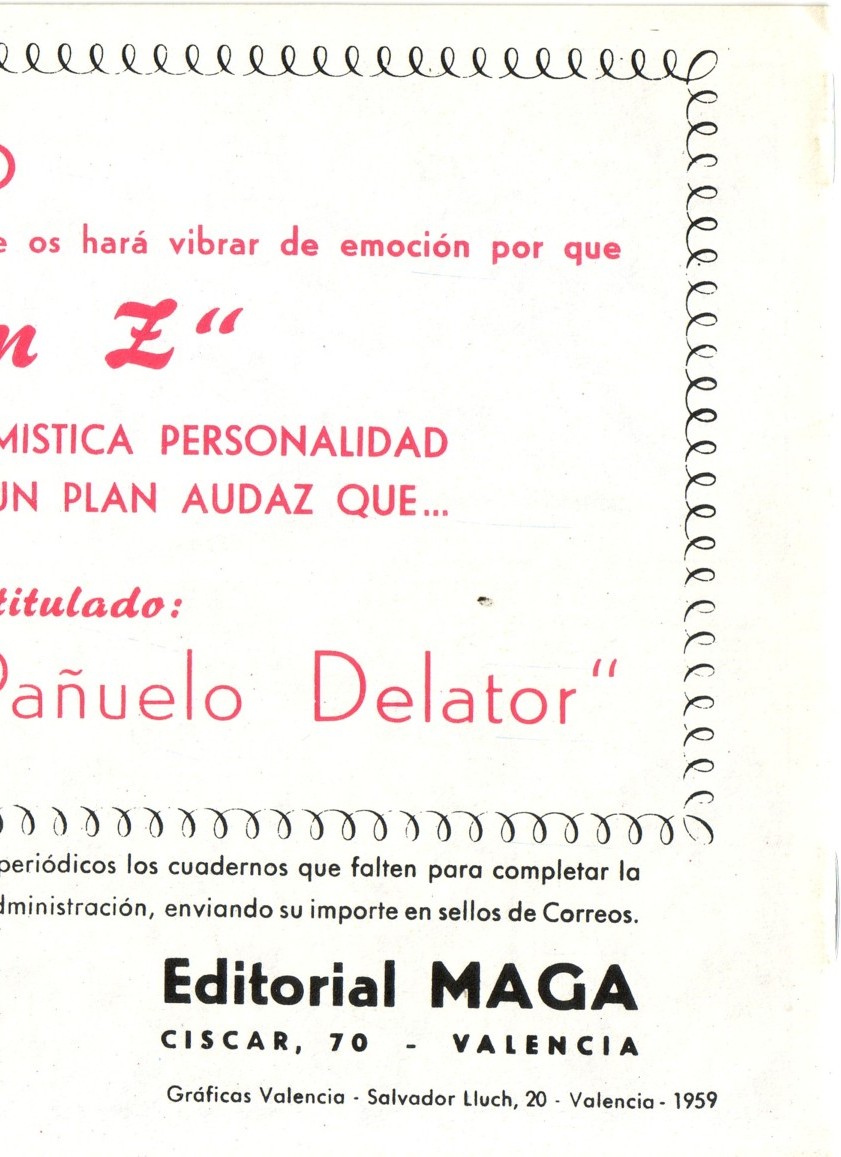 O
e os hará vibrar de emoción por que
n Z“
MISTICA PERSONALIDAD
UN PLAN AUDAZ QUE...
titulado:
Pañuelo Delator“
periódicos los cuadernos que falten para completar la
dministración, enviando su importe en sellos de Correos.
Editorial MAGA
CISCAR, 70 - VALENCIA
Gráficas Valencia - Salvador Lluch, 20 - Valencia - 1959